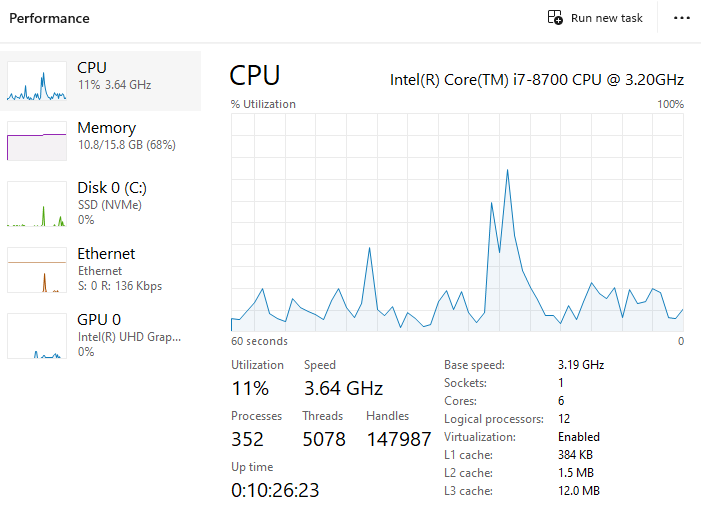 Performance
Run new task
CPU
11% 3.64 GHz
Memory
10.8/15.8 GB (68%)
Disk 0 (C:)
SSD (NVMe)
0%
Ethernet
Ethernet
S: 0 R: 136 Kbps
GPU 0
Intel(R) UHD Grap...
0%
CPU
Intel(R) Core(TM) i7-8700 CPU @ 3.20GHz
% Utilization 100%
60 seconds 0
Utilization Speed
11% 3.64 GHz
Processes Threads Handles
352 5078 147987
Up time
0:10:26:23
Base speed: 3.19 GHz
Sockets: 1
Cores: 6
Logical processors: 12
Virtualization: Enabled
L1 cache: 384 KB
L2 cache: 1.5 MB
L3 cache: 12.0 MB